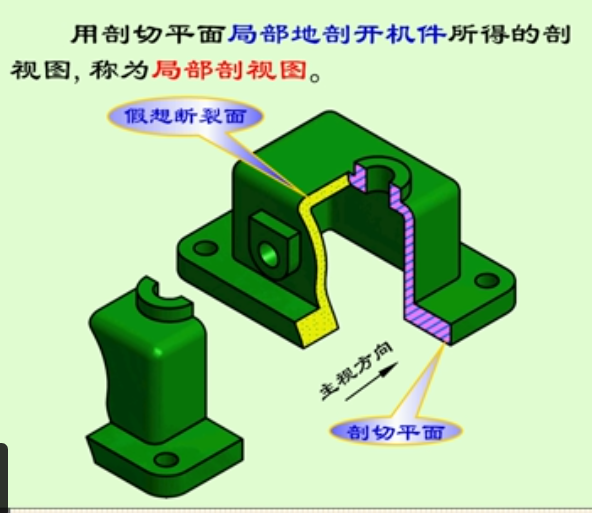 用剖切平面局部地剖开机件所得的剖
视图,称为局部剖视图。
假想断裂面
主视方向
剖切平面